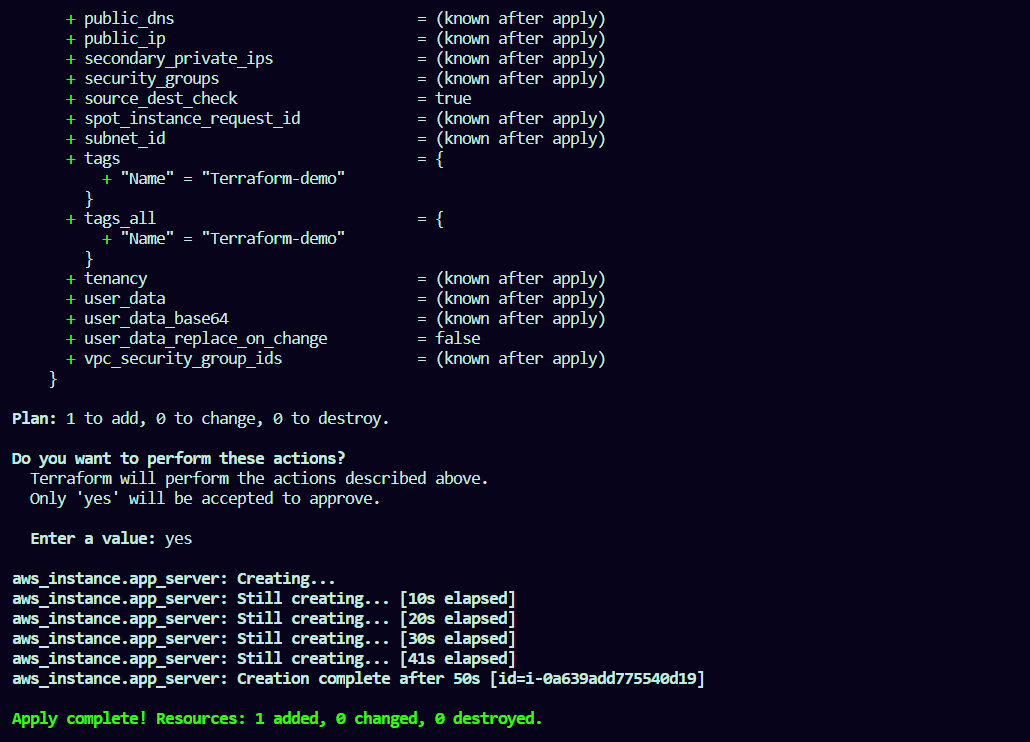 + public_dns = (known after apply)
+ public_ip = (known after apply)
+ secondary_private_ips = (known after apply)
+ security_groups = (known after apply)
+ source_dest_check = true
+ spot_instance_request_id = (known after apply)
+ subnet_id = (known after apply)
+ tags = {
+ "Name" = "Terraform-demo"
}
+ tags_all = {
+ "Name" = "Terraform-demo"
}
+ tenancy = (known after apply)
+ user_data = (known after apply)
+ user_data_base64 = (known after apply)
+ user_data_replace_on_change = false
+ vpc_security_group_ids = (known after apply)
}
Plan: 1 to add, 0 to change, 0 to destroy.
Do you want to perform these actions?
Terraform will perform the actions described above.
Only 'yes' will be accepted to approve.
Enter a value: yes
aws_instance.app_server: Creating...
aws_instance.app_server: Still creating... [10s elapsed]
aws_instance.app_server: Still creating... [20s elapsed]
aws_instance.app_server: Still creating... [30s elapsed]
aws_instance.app_server: Still creating... [41s elapsed]
aws_instance.app_server: Creation complete after 50s [id=i-0a639add775540d19]
Apply complete! Resources: 1 added, 0 changed, 0 destroyed.